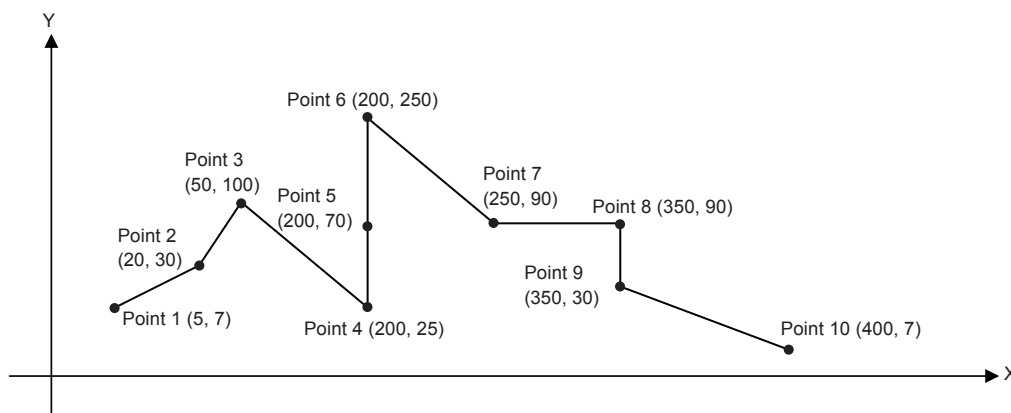 Y
Point 6 (200, 250)
Point 3
(50, 100)
Point 7
(250, 90)
Point 5
(200, 70)
Point 8 (350, 90)
Point 2
(20, 30)
Point 9
(350, 30)
Point 1 (5, 7)
Point 4 (200, 25)
Point 10 (400, 7)
X